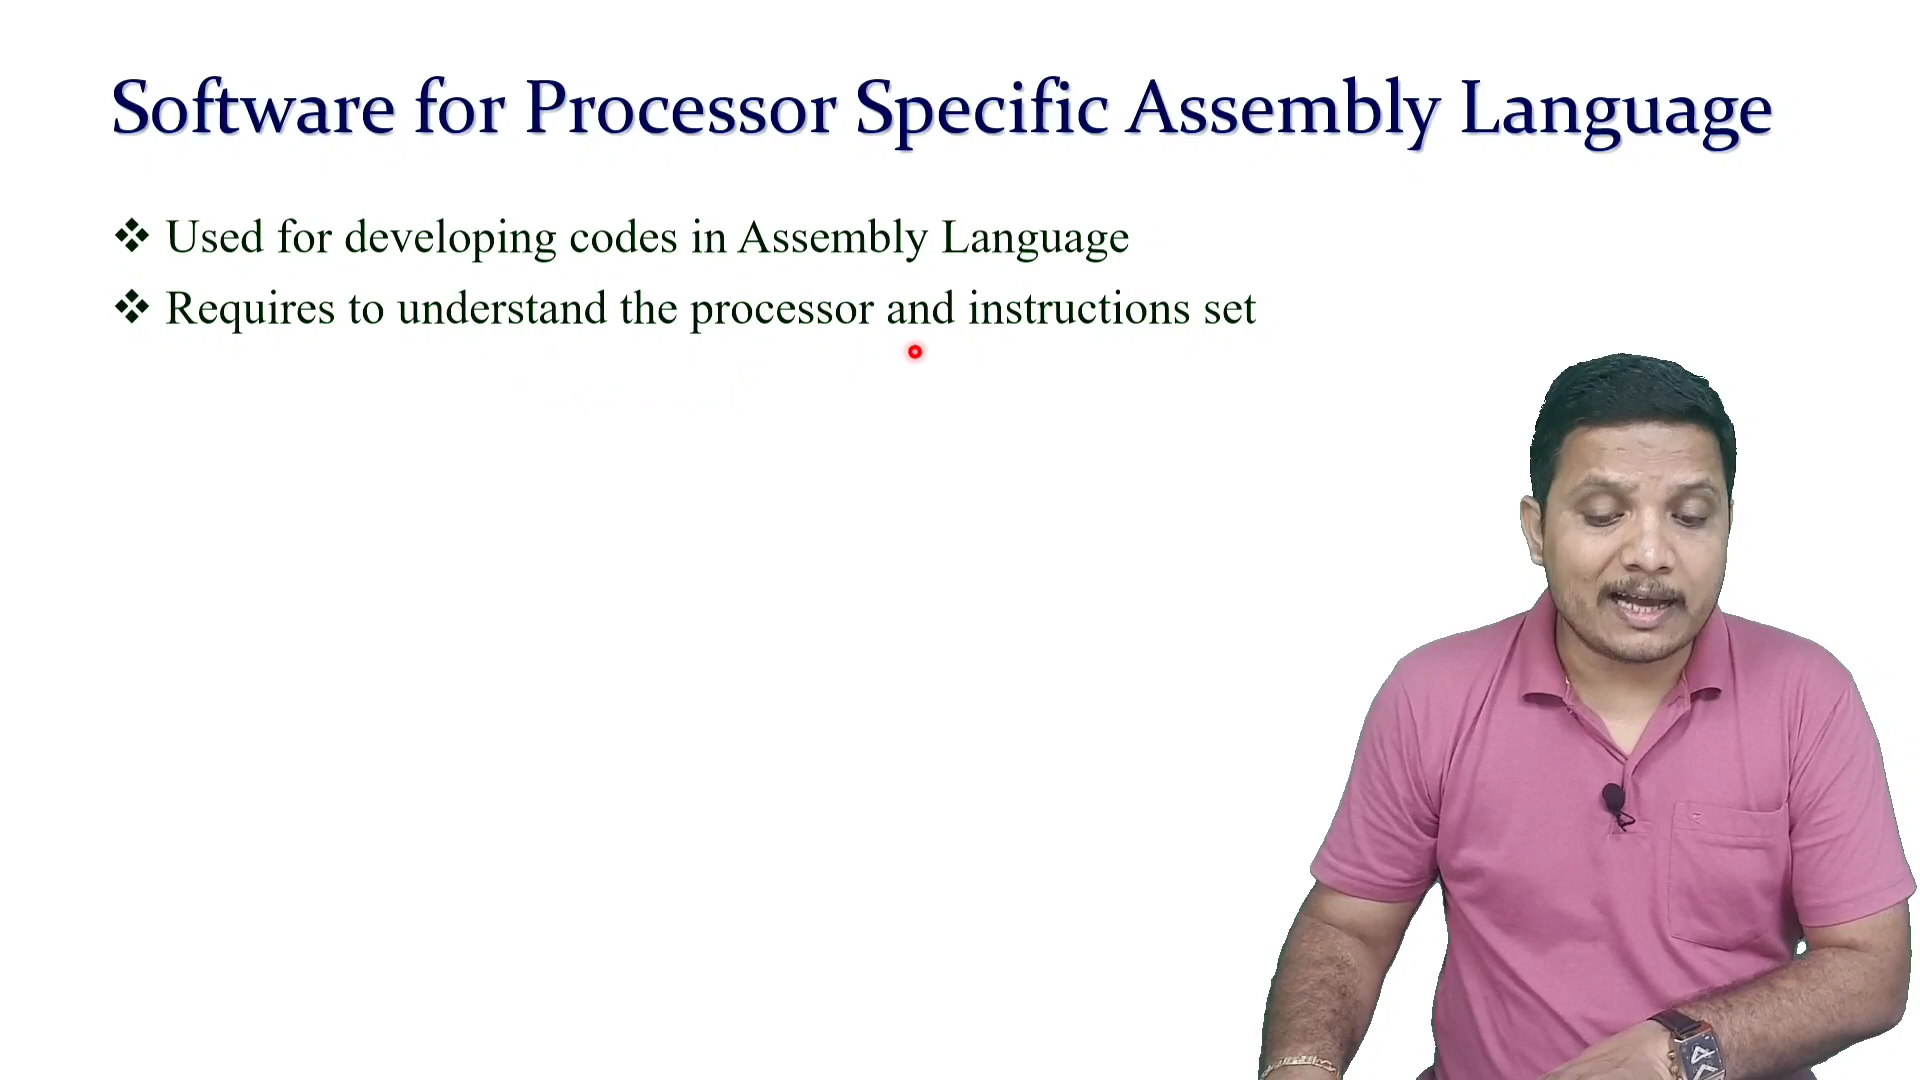 Software for Processor Specific Assembly Language
❖ Used for developing codes in Assembly Language
❖ Requires to understand the processor and instructions set